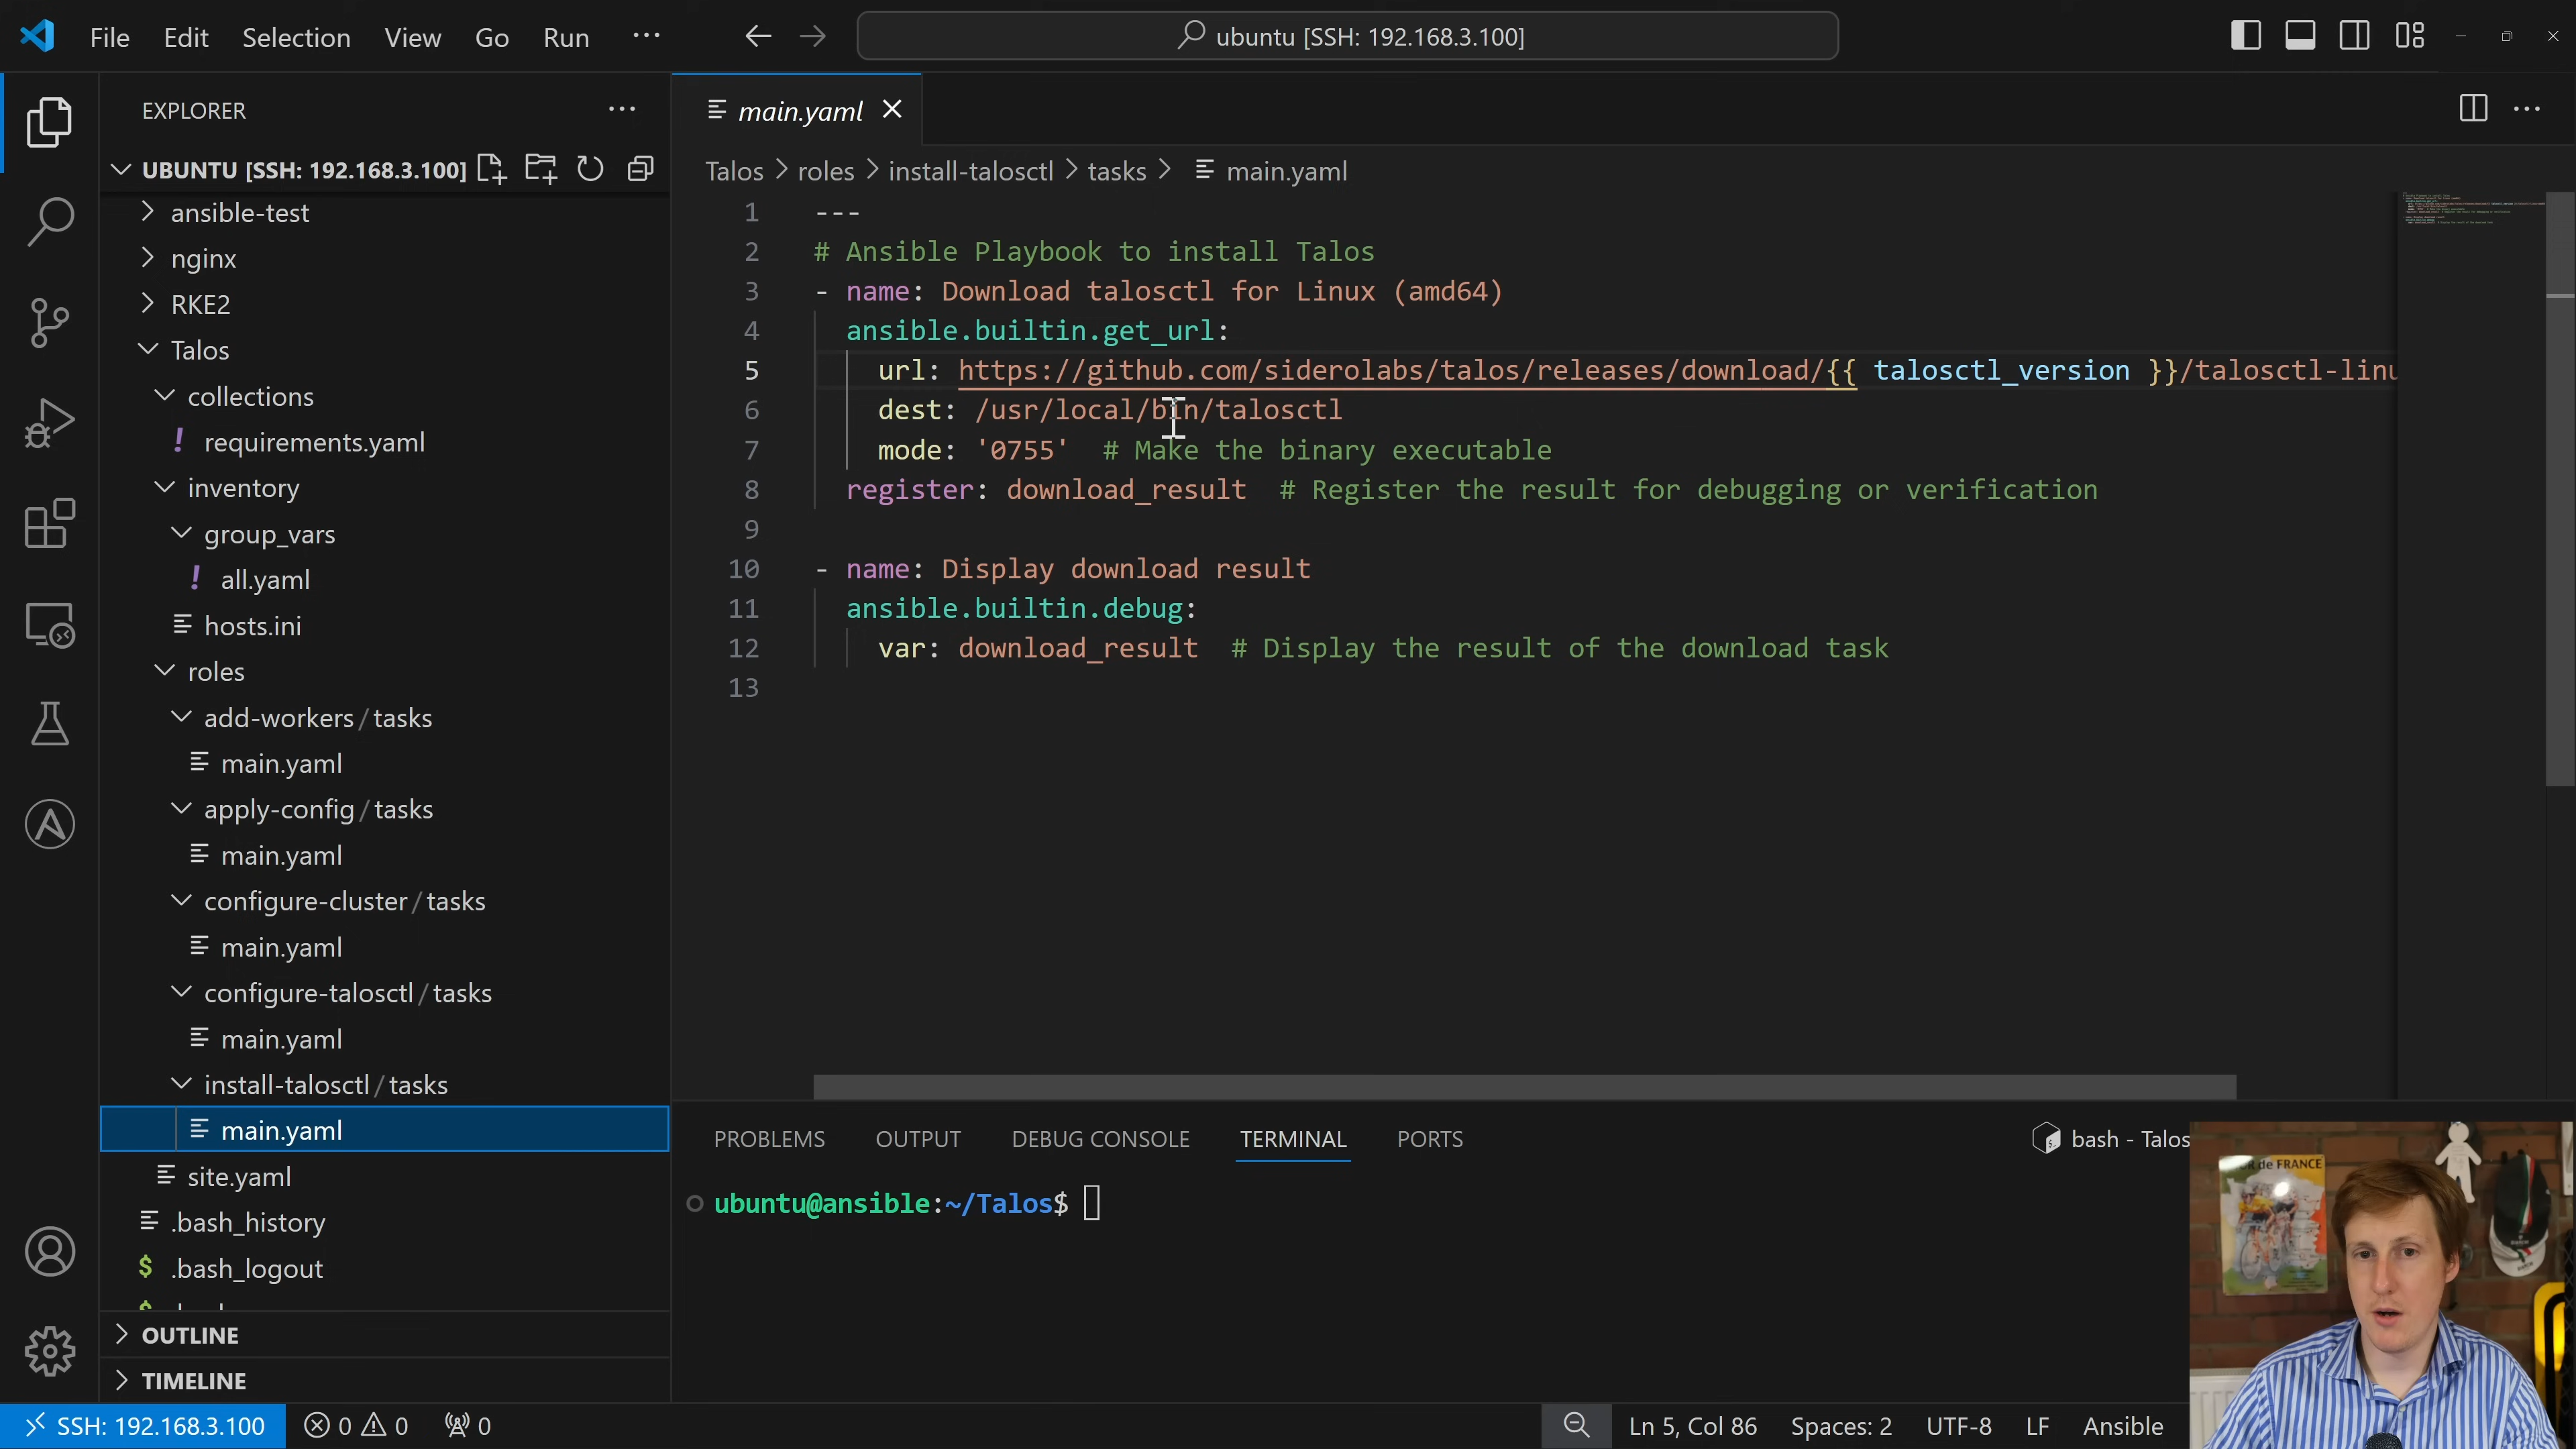 File Edit Selection View Go Run ···
ubuntu [SSH: 192.168.3.100]
EXPLORER
UBUNTU [SSH: 192.168.3.100]
ansible-test
nginx
RKE2
Talos
collections
! requirements.yaml
inventory
group_vars
! all.yaml
hosts.ini
roles
add-workers/tasks
main.yaml
apply-config/tasks
main.yaml
configure-cluster/tasks
main.yaml
configure-talosctl/tasks
main.yaml
install-talosctl/tasks
main.yaml
site.yaml
.bash_history
$ .bash_logout
OUTLINE
TIMELINE
main.yaml
Talos > roles > install-talosctl > tasks > main.yaml
1 ---
2 # Ansible Playbook to install Talos
3 - name: Download talosctl for Linux (amd64)
4 ansible.builtin.get_url:
5 url: https://github.com/siderolabs/talos/releases/download/{{ talosctl_version }}/talosctl-linu
6 dest: /usr/local/bin/talosctl
7 mode: '0755' # Make the binary executable
8 register: download_result # Register the result for debugging or verification
9
10 - name: Display download result
11 ansible.builtin.debug:
12 var: download_result # Display the result of the download task
13
PROBLEMS OUTPUT DEBUG CONSOLE TERMINAL PORTS
bash - Talos
ubuntu@ansible:~/Talos$
de FRANCE
SSH: 192.168.3.100 0 0 0
Ln 5, Col 86 Spaces: 2 UTF-8 LF Ansible